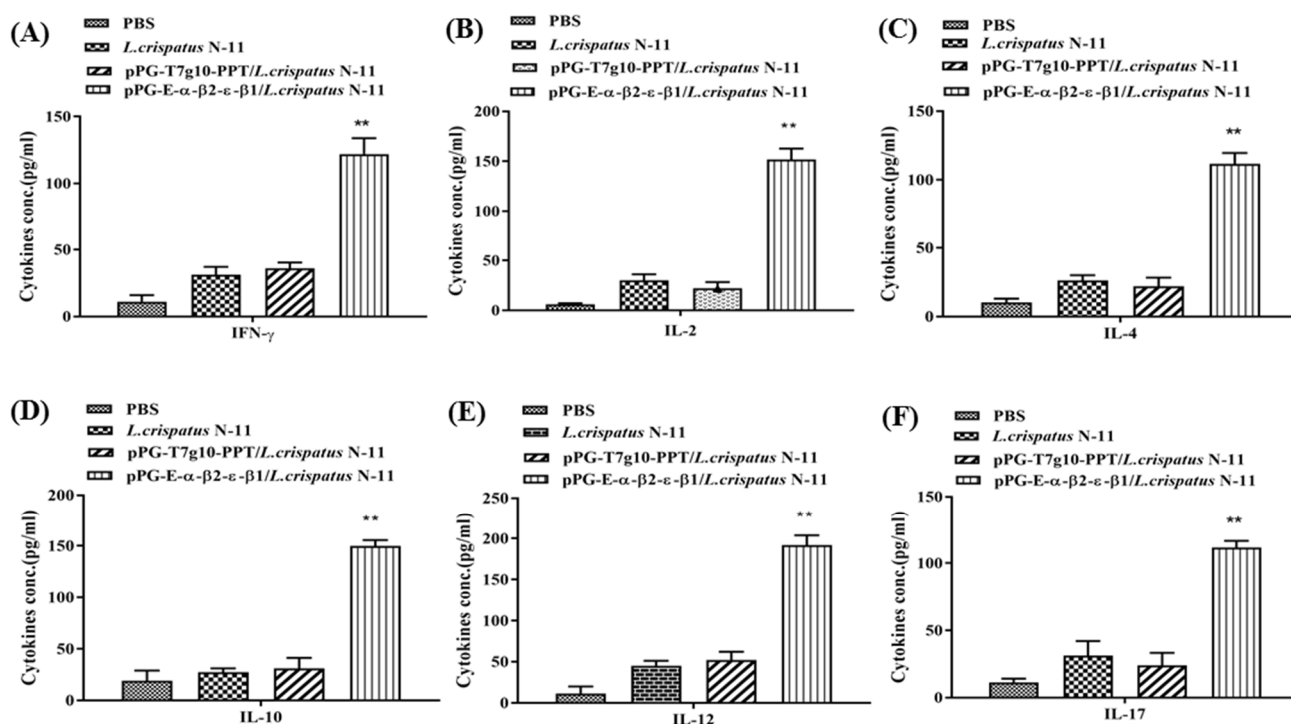 (A)
PBS
L.crispatus N-11
pPG-T7g10-PPT/L.crispatus N-11
pPG-E-α-β2-ε-β1/L.crispatus N-11
Cytokines conc.(pg/ml)
150
100
50
0
**
IFN-γ
(B)
PBS
L.crispatus N-11
pPG-T7g10-PPT/L.crispatus N-11
pPG-E-α-β2-ε-β1/L.crispatus N-11
Cytokines conc.(pg/ml)
200
150
100
50
0
**
IL-2
(C)
PBS
L.crispatus N-11
pPG-T7g10-PPT/L.crispatus N-11
pPG-E-α-β2-ε-β1/L.crispatus N-11
Cytokines conc.(pg/ml)
150
100
50
0
**
IL-4
(D)
PBS
L.crispatus N-11
pPG-T7g10-PPT/L.crispatus N-11
pPG-E-α-β2-ε-β1/L.crispatus N-11
Cytokines conc.(pg/ml)
200
150
100
50
0
**
IL-10
(E)
PBS
L.crispatus N-11
pPG-T7g10-PPT/L.crispatus N-11
pPG-E-α-β2-ε-β1/L.crispatus N-11
Cytokines conc.(pg/ml)
250
200
150
100
50
0
**
IL-12
(F)
PBS
L.crispatus N-11
pPG-T7g10-PPT/L.crispatus N-11
pPG-E-α-β2-ε-β1/L.crispatus N-11
Cytokines conc.(pg/ml)
150
100
50
0
**
IL-17